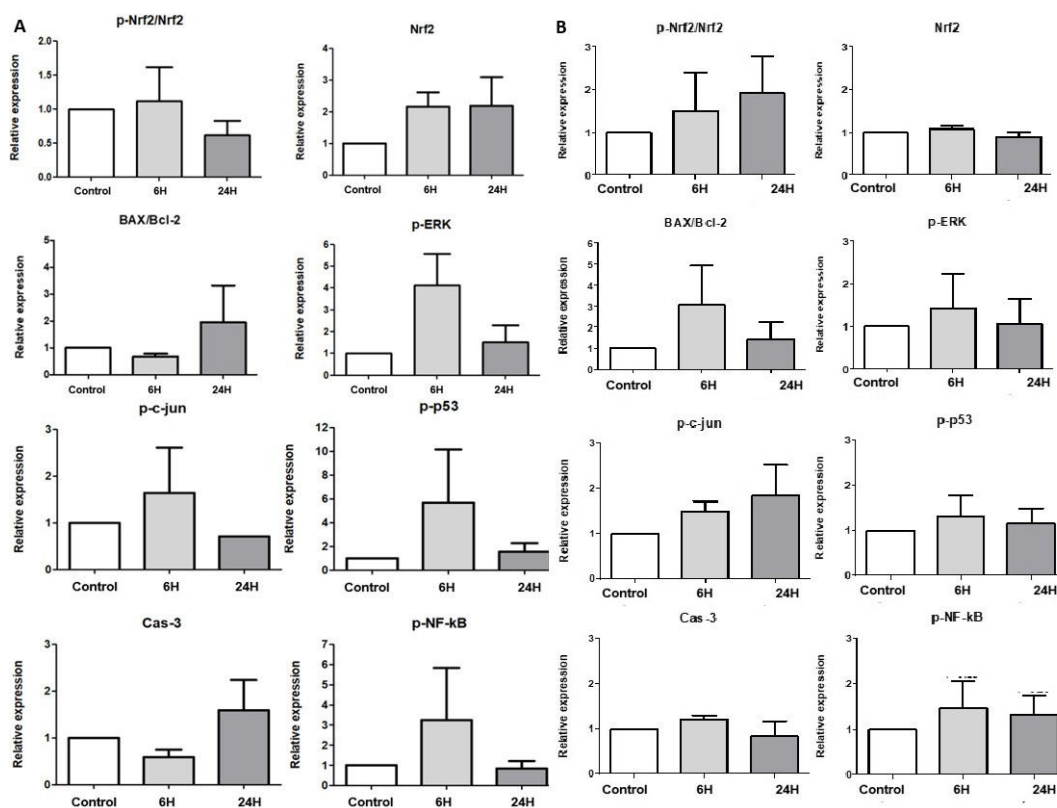 A
p-Nrf2/Nrf2
Relative expression
2.0
1.5
1.0
0.5
0.0
Control 6H 24H
Nrf2
Relative expression
4
3
2
1
0
Control 6H 24H
BAX/Bcl-2
Relative expression
5
4
3
2
1
0
Control 6H 24H
p-ERK
Relative expression
6
5
4
3
2
1
0
Control 6H 24H
p-c-jun
Relative expression
3
2
1
0
Control 6H 24H
p-p53
Relative expression
12
10
8
6
4
2
0
Control 6H 24H
Cas-3
Relative expression
3
2
1
0
Control 6H 24H
p-NF-kB
Relative expression
7
6
5
4
3
2
1
0
Control 6H 24H
B
p-Nrf2/Nrf2
Relative expression
3
2
1
0
Control 6H 24H
Nrf2
Relative expression
3
2
1
0
Control 6H 24H
BAX/Bcl-2
Relative expression
6
5
4
3
2
1
0
Control 6H 24H
p-ERK
Relative expression
3
2
1
0
Control 6H 24H
p-c-jun
Relative expression
3
2
1
0
Control 6H 24H
p-p53
Relative expression
3
2
1
0
Control 6H 24H
Cas-3
Relative expression
3
2
1
0
Control 6H 24H
p-NF-kB
Relative expression
3
2
1
0
Control 6H 24H